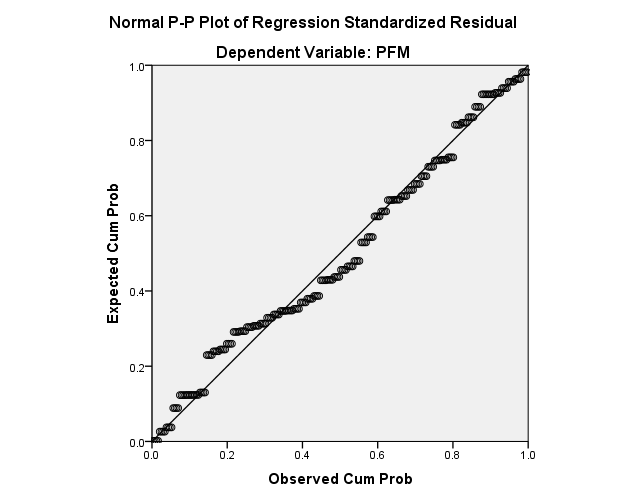 Normal P-P Plot of Regression Standardized Residual
Dependent Variable: PFM
1.0
0.8
0.6
0.4
0.2
0.0
Expected Cum Prob
0.0 0.2 0.4 0.6 0.8 1.0
Observed Cum Prob